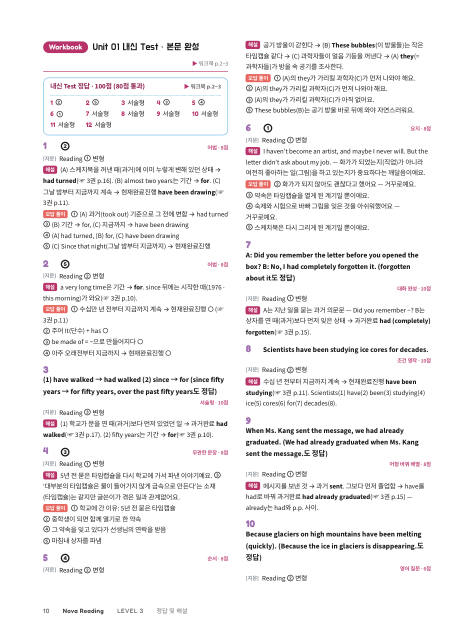 Workbook Unit 01 내신 Test · 본문 완성
▶ 워크북 p.2~3
내신 Test 정답 · 100점 (80점 통과) ▶ 워크북 p.2~3
1 ② 2 ⑤ 3 서술형 4 ③ 5 ④
6 ① 7 서술형 8 서술형 9 서술형 10 서술형
11 서술형 12 서술형
1 ②
어법 · 8점
[지문] Reading ① 변형
해설 (A) 스케치북을 꺼낸 때(과거)에 이미 누렇게 변해 있던 상태 →
had turned(☞ 3권 p.16). (B) almost two years는 기간 → for. (C)
그날 밤부터 지금까지 계속 → 현재완료진행 have been drawing(☞
3권 p.11).
오답 풀이 ① (A) 과거(took out) 기준으로 그 전에 변함 → had turned
③ (B) 기간 → for, (C) 지금까지 → have been drawing
④ (A) had turned, (B) for, (C) have been drawing
⑤ (C) Since that night(그날 밤부터 지금까지) → 현재완료진행
2 ⑤
어법 · 8점
[지문] Reading ② 변형
해설 a very long time은 기간 → for. since 뒤에는 시작한 때(1976·
this morning)가 와요(☞ 3권 p.10).
오답 풀이 ① 수십만 년 전부터 지금까지 계속 → 현재완료진행 ○ (☞
3권 p.11)
② 주어 It(단수) + has ○
③ be made of = ~으로 만들어지다 ○
④ 아주 오래전부터 지금까지 → 현재완료진행 ○
3
(1) have walked → had walked (2) since → for (since fifty
years → for fifty years, over the past fifty years도 정답)
서술형 · 10점
[지문] Reading ② 변형
해설 (1) 학교가 문을 연 때(과거)보다 먼저 있었던 일 → 과거완료 had
walked(☞ 3권 p.17). (2) fifty years는 기간 → for(☞ 3권 p.10).
4 ③
무관한 문장 · 8점
[지문] Reading ① 변형
해설 5년 전 묻은 타임캡슐을 다시 학교에 가서 파낸 이야기예요. ③
'대부분의 타임캡슐은 물이 들어가지 않게 금속으로 만든다'는 소재
(타임캡슐)는 같지만 글쓴이가 겪은 일과 관계없어요.
오답 풀이 ① 학교에 간 이유: 5년 전 묻은 타임캡슐
② 중학생이 되면 함께 열기로 한 약속
④ 그 약속을 잊고 있다가 선생님의 연락을 받음
⑤ 마침내 상자를 꺼냄
5 ④
순서 · 8점
[지문] Reading ② 변형
해설 '공기 방울이 갇힌다' → (B) These bubbles(이 방울들)는 작은
타임캡슐 같다 → (C) 과학자들이 얼음 기둥을 꺼낸다 → (A) they(=
과학자들)가 방울 속 공기를 조사한다.
오답 풀이 ① (A)의 they가 가리킬 과학자(C)가 먼저 나와야 해요.
② (A)의 they가 가리킬 과학자(C)가 먼저 나와야 해요.
③ (A)의 they가 가리킬 과학자(C)가 아직 없어요.
⑤ These bubbles(B)는 공기 방울 바로 뒤에 와야 자연스러워요.
6 ①
요지 · 8점
[지문] Reading ① 변형
해설 I haven't become an artist, and maybe I never will. But the
letter didn't ask about my job. — 화가가 되었는지(직업)가 아니라
여전히 좋아하는 일(그림)을 하고 있는지가 중요하다는 깨달음이에요.
오답 풀이 ② 화가가 되지 않아도 괜찮다고 했어요 — 거꾸로예요.
③ 약속은 타임캡슐을 열게 된 계기일 뿐이에요.
④ 숙제와 시험으로 바빠 그림을 잊은 것을 아쉬워했어요 —
거꾸로예요.
⑤ 스케치북은 다시 그리게 된 계기일 뿐이에요.
7
A: Did you remember the letter before you opened the
box? B: No, I had completely forgotten it. (forgotten
about it도 정답)
대화 완성 · 10점
[지문] Reading ① 변형
해설 A는 지난 일을 묻는 과거 의문문 — Did you remember ~? B는
상자를 연 때(과거)보다 먼저 잊은 상태 → 과거완료 had (completely)
forgotten(☞ 3권 p.15).
8 Scientists have been studying ice cores for decades.
조건 영작 · 10점
[지문] Reading ② 변형
해설 수십 년 전부터 지금까지 계속 → 현재완료진행 have been
studying(☞ 3권 p.11). Scientists(1) have(2) been(3) studying(4)
ice(5) cores(6) for(7) decades(8).
9
When Ms. Kang sent the message, we had already
graduated. (We had already graduated when Ms. Kang
sent the message.도 정답)
어형 바꿔 배열 · 8점
[지문] Reading ① 변형
해설 메시지를 보낸 것 → 과거 sent, 그보다 먼저 졸업함 → have를
had로 바꿔 과거완료 had already graduated(☞ 3권 p.15) —
already는 had와 p.p. 사이.
10
Because glaciers on high mountains have been melting
(quickly). (Because the ice in glaciers is disappearing.도
정답)
영어 질문 · 8점
[지문] Reading ② 변형
10 Nova Reading LEVEL 3 정답 및 해설